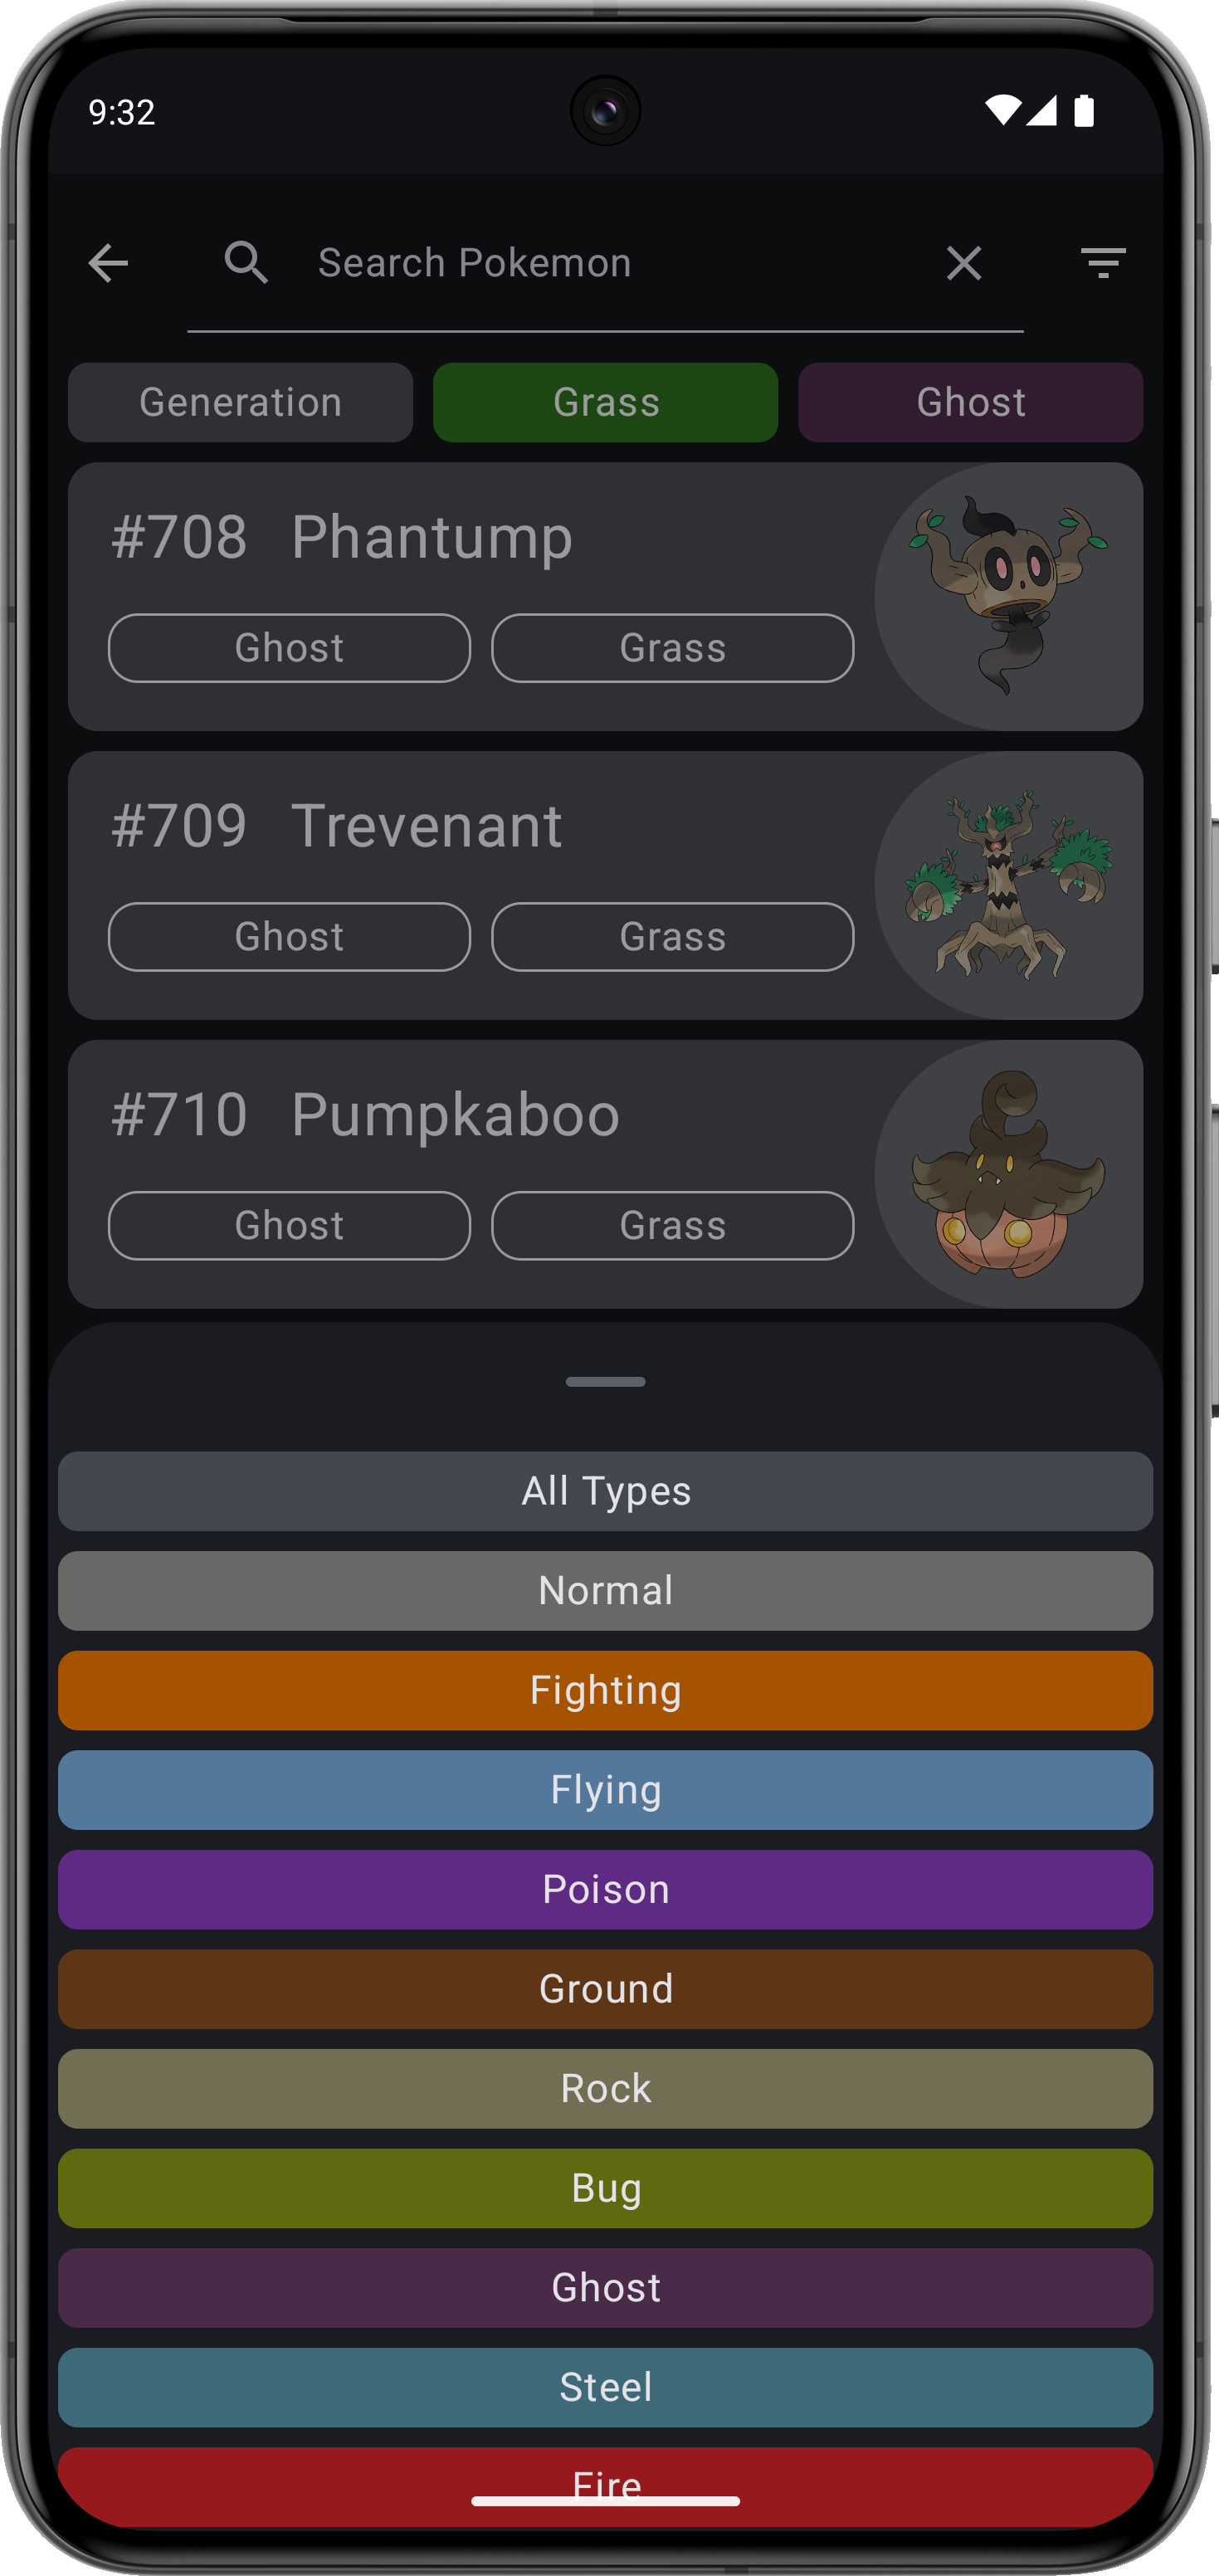 9:32
Search Pokemon
Generation Grass Ghost
#708 Phantump
Ghost Grass
#709 Trevenant
Ghost Grass
#710 Pumpkaboo
Ghost Grass
All Types
Normal
Fighting
Flying
Poison
Ground
Rock
Bug
Ghost
Steel
Fire